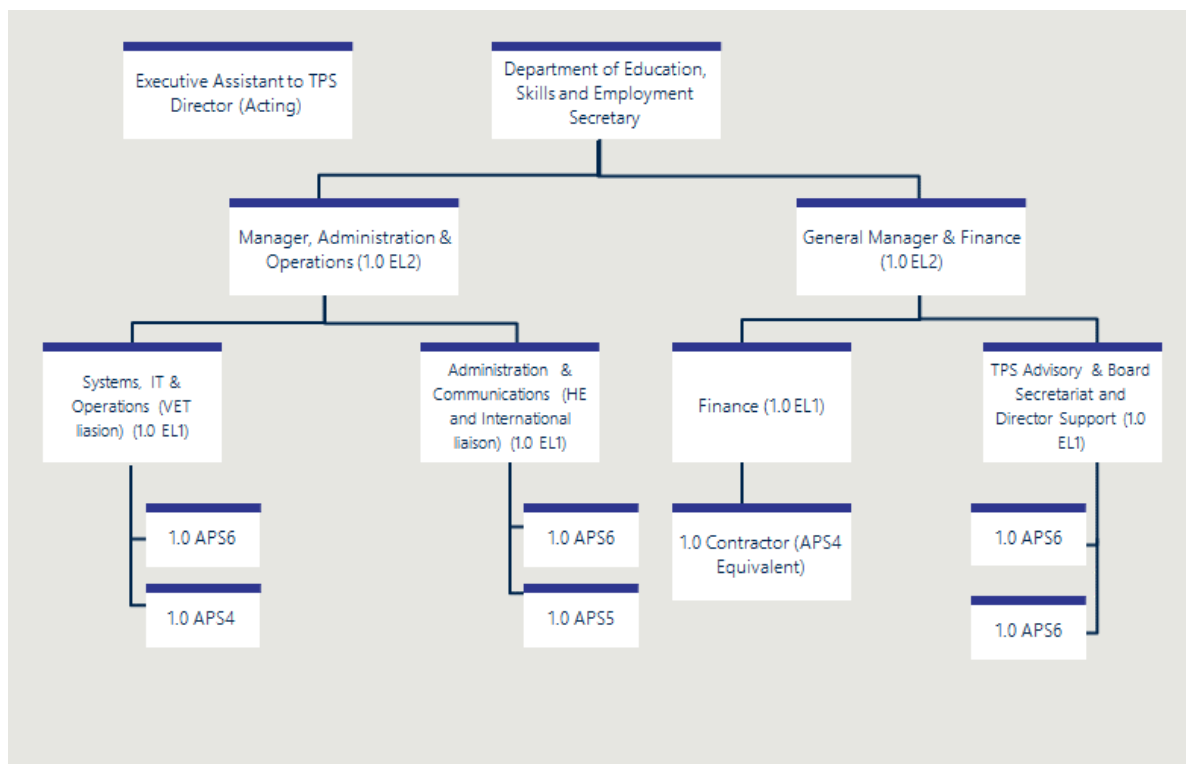 Executive Assistant to TPS
Director (Acting)
Department of Education,
Skills and Employment
Secretary
Manager, Administration &
Operations (1.0 EL2)
General Manager & Finance
(1.0 EL2)
Systems, IT &
Operations (VET
liasion) (1.0 EL1)
Administration &
Communications (HE
and International
liaison) (1.0 EL1)
Finance (1.0 EL1)
TPS Advisory & Board
Secretariat and
Director Support (1.0
EL1)
1.0 APS6
1.0 APS4
1.0 APS6
1.0 APS5
1.0 Contractor (APS4
Equivalent)
1.0 APS6
1.0 APS6